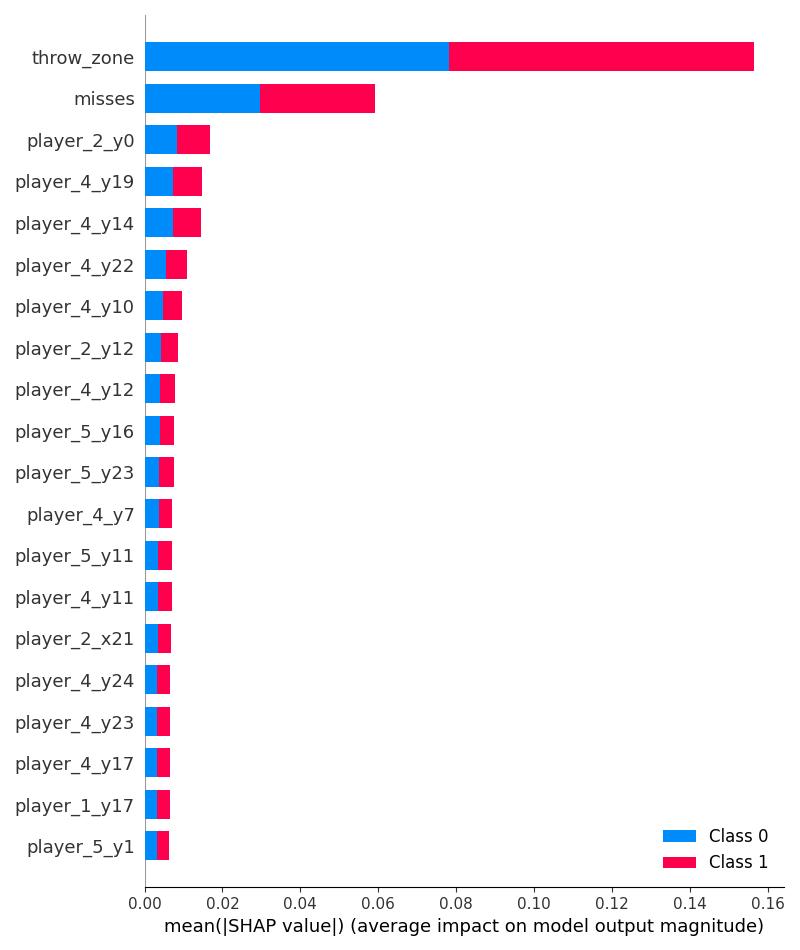 throw_zone
misses
player_2_y0
player_4_y19
player_4_y14
player_4_y22
player_4_y10
player_2_y12
player_4_y12
player_5_y16
player_5_y23
player_4_y7
player_5_y11
player_4_y11
player_2_x21
player_4_y24
player_4_y23
player_4_y17
player_1_y17
player_5_y1
Class 0
Class 1
0.00 0.02 0.04 0.06 0.08 0.10 0.12 0.14 0.16
mean(|SHAP value|) (average impact on model output magnitude)